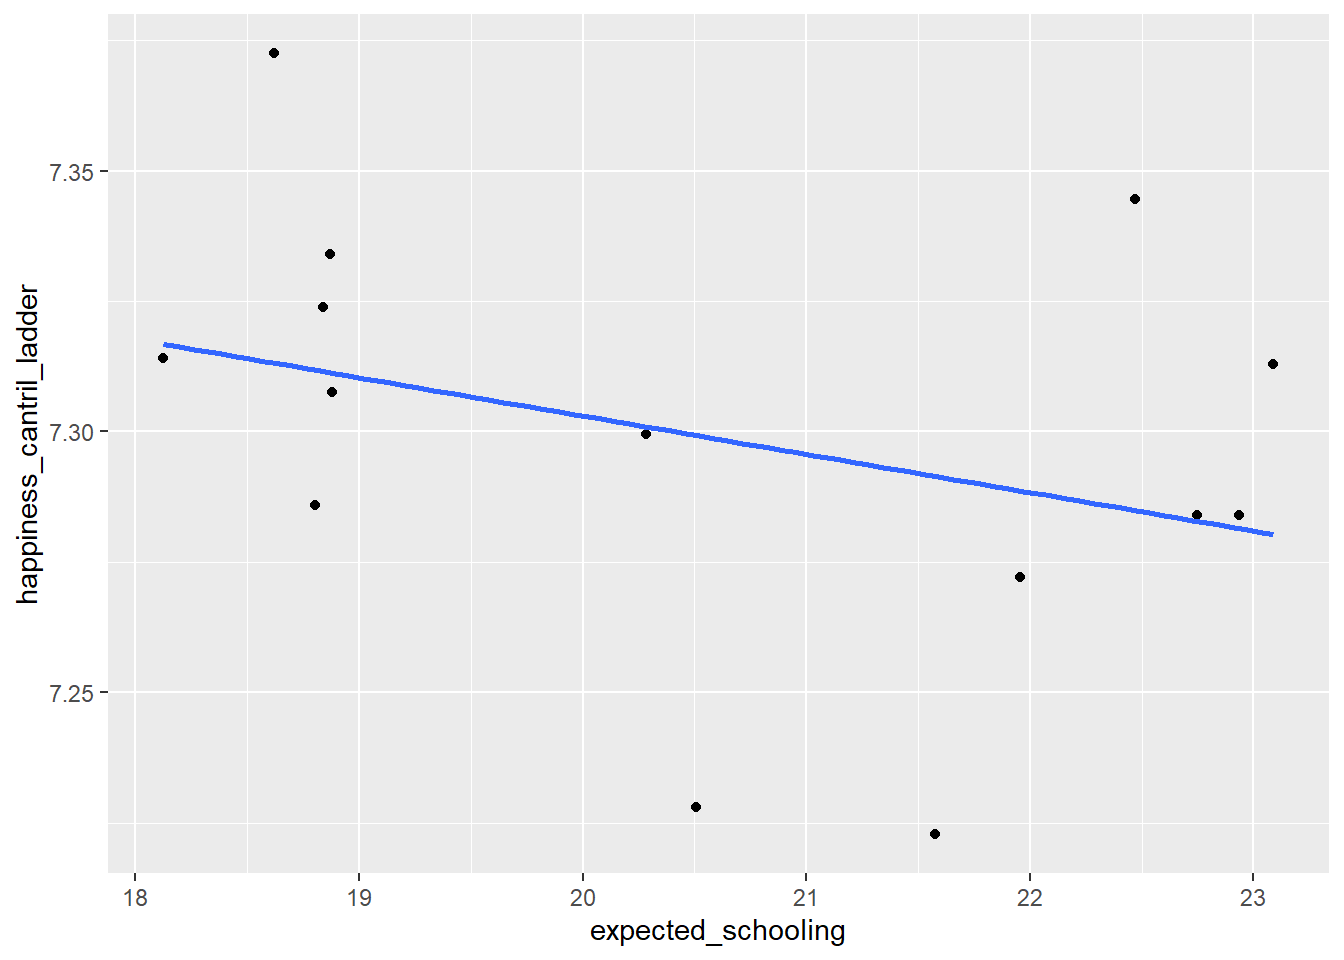 7.35
7.30
7.25
happiness_cantril_ladder
18 19 20 21 22 23
expected_schooling